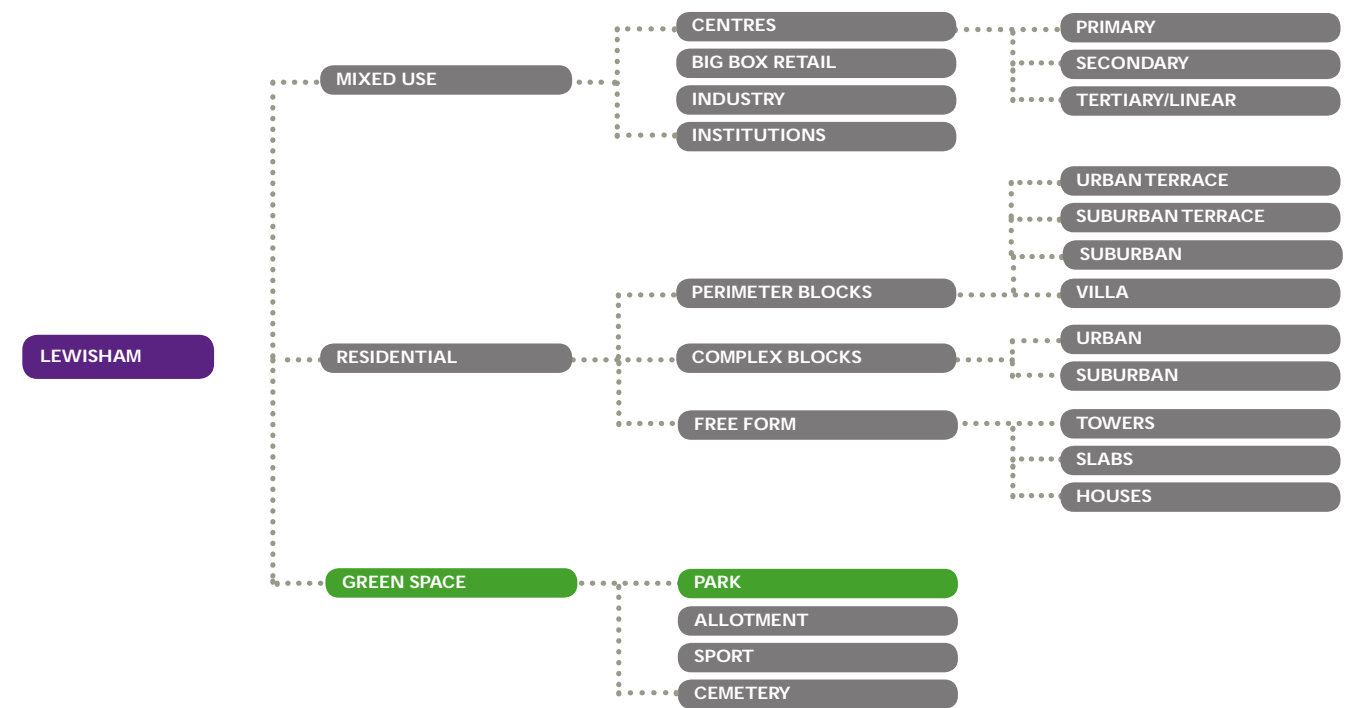 LEWISHAM
MIXED USE
CENTRES
BIG BOX RETAIL
INDUSTRY
INSTITUTIONS
PRIMARY
SECONDARY
TERTIARY/LINEAR
RESIDENTIAL
PERIMETER BLOCKS
URBAN TERRACE
SUBURBAN TERRACE
SUBURBAN
VILLA
COMPLEX BLOCKS
URBAN
SUBURBAN
FREE FORM
TOWERS
SLABS
HOUSES
GREEN SPACE
PARK
ALLOTMENT
SPORT
CEMETERY